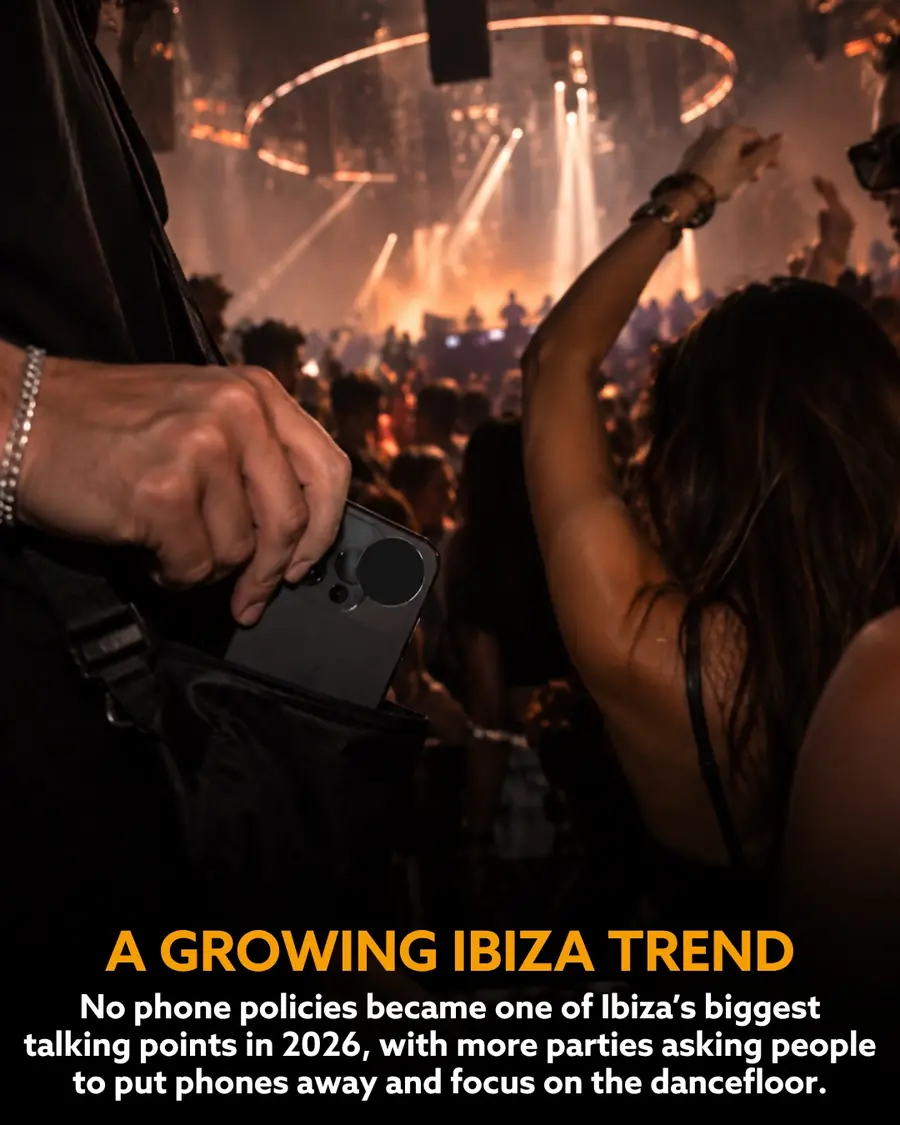 A GROWING IBIZA TREND
No phone policies became one of Ibiza's biggest
talking points in 2026, with more parties asking people
to put phones away and focus on the dancefloor.